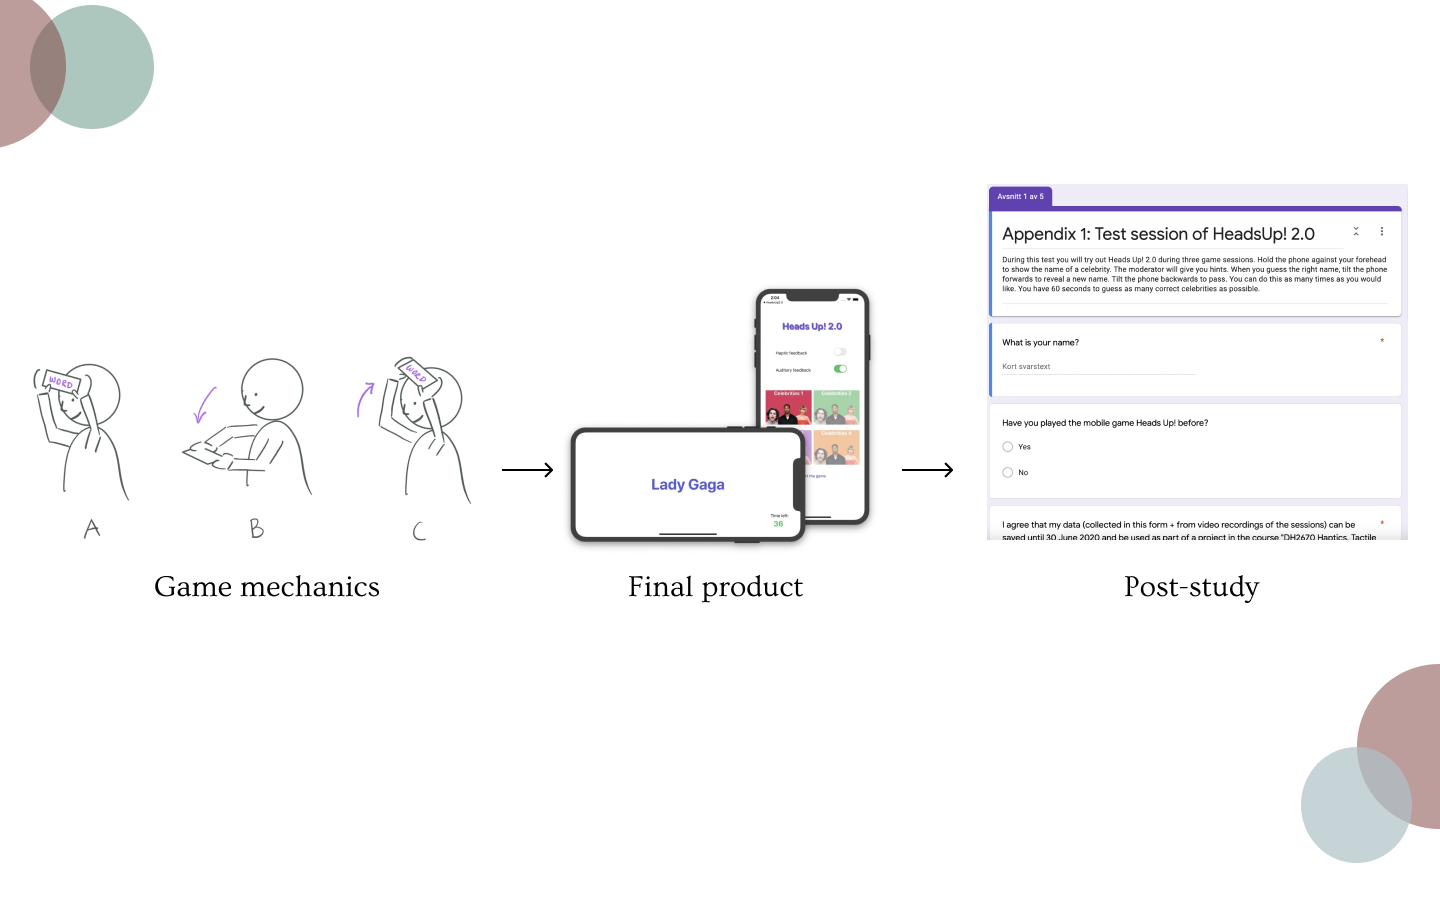 WORD
WORD
A
B
C
Game mechanics
2:04
Heads Up! 2.0
Haptic feedback
Auditory feedback
Celebrities 1
Lady Gaga
Time left:
36
Final product
Avsnitt 1 av 5
Appendix 1: Test session of HeadsUp! 2.0
During this test you will try out Heads Up! 2.0 during three game sessions. Hold the phone against your forehead
to show the name of a celebrity. The moderator will give you hints. When you guess the right name, tilt the phone
forwards to reveal a new name. Tilt the phone backwards to pass. You can do this as many times as you would
like. You have 60 seconds to guess as many correct celebrities as possible.
What is your name?
*
Kort svarstext
Have you played the mobile game Heads Up! before?
Yes
No
I agree that my data (collected in this form + from video recordings of the sessions) can be
*
saved until 30 June 2020 and be used as part of a project in the course "DH2670 Haptics, Tactile
Post-study